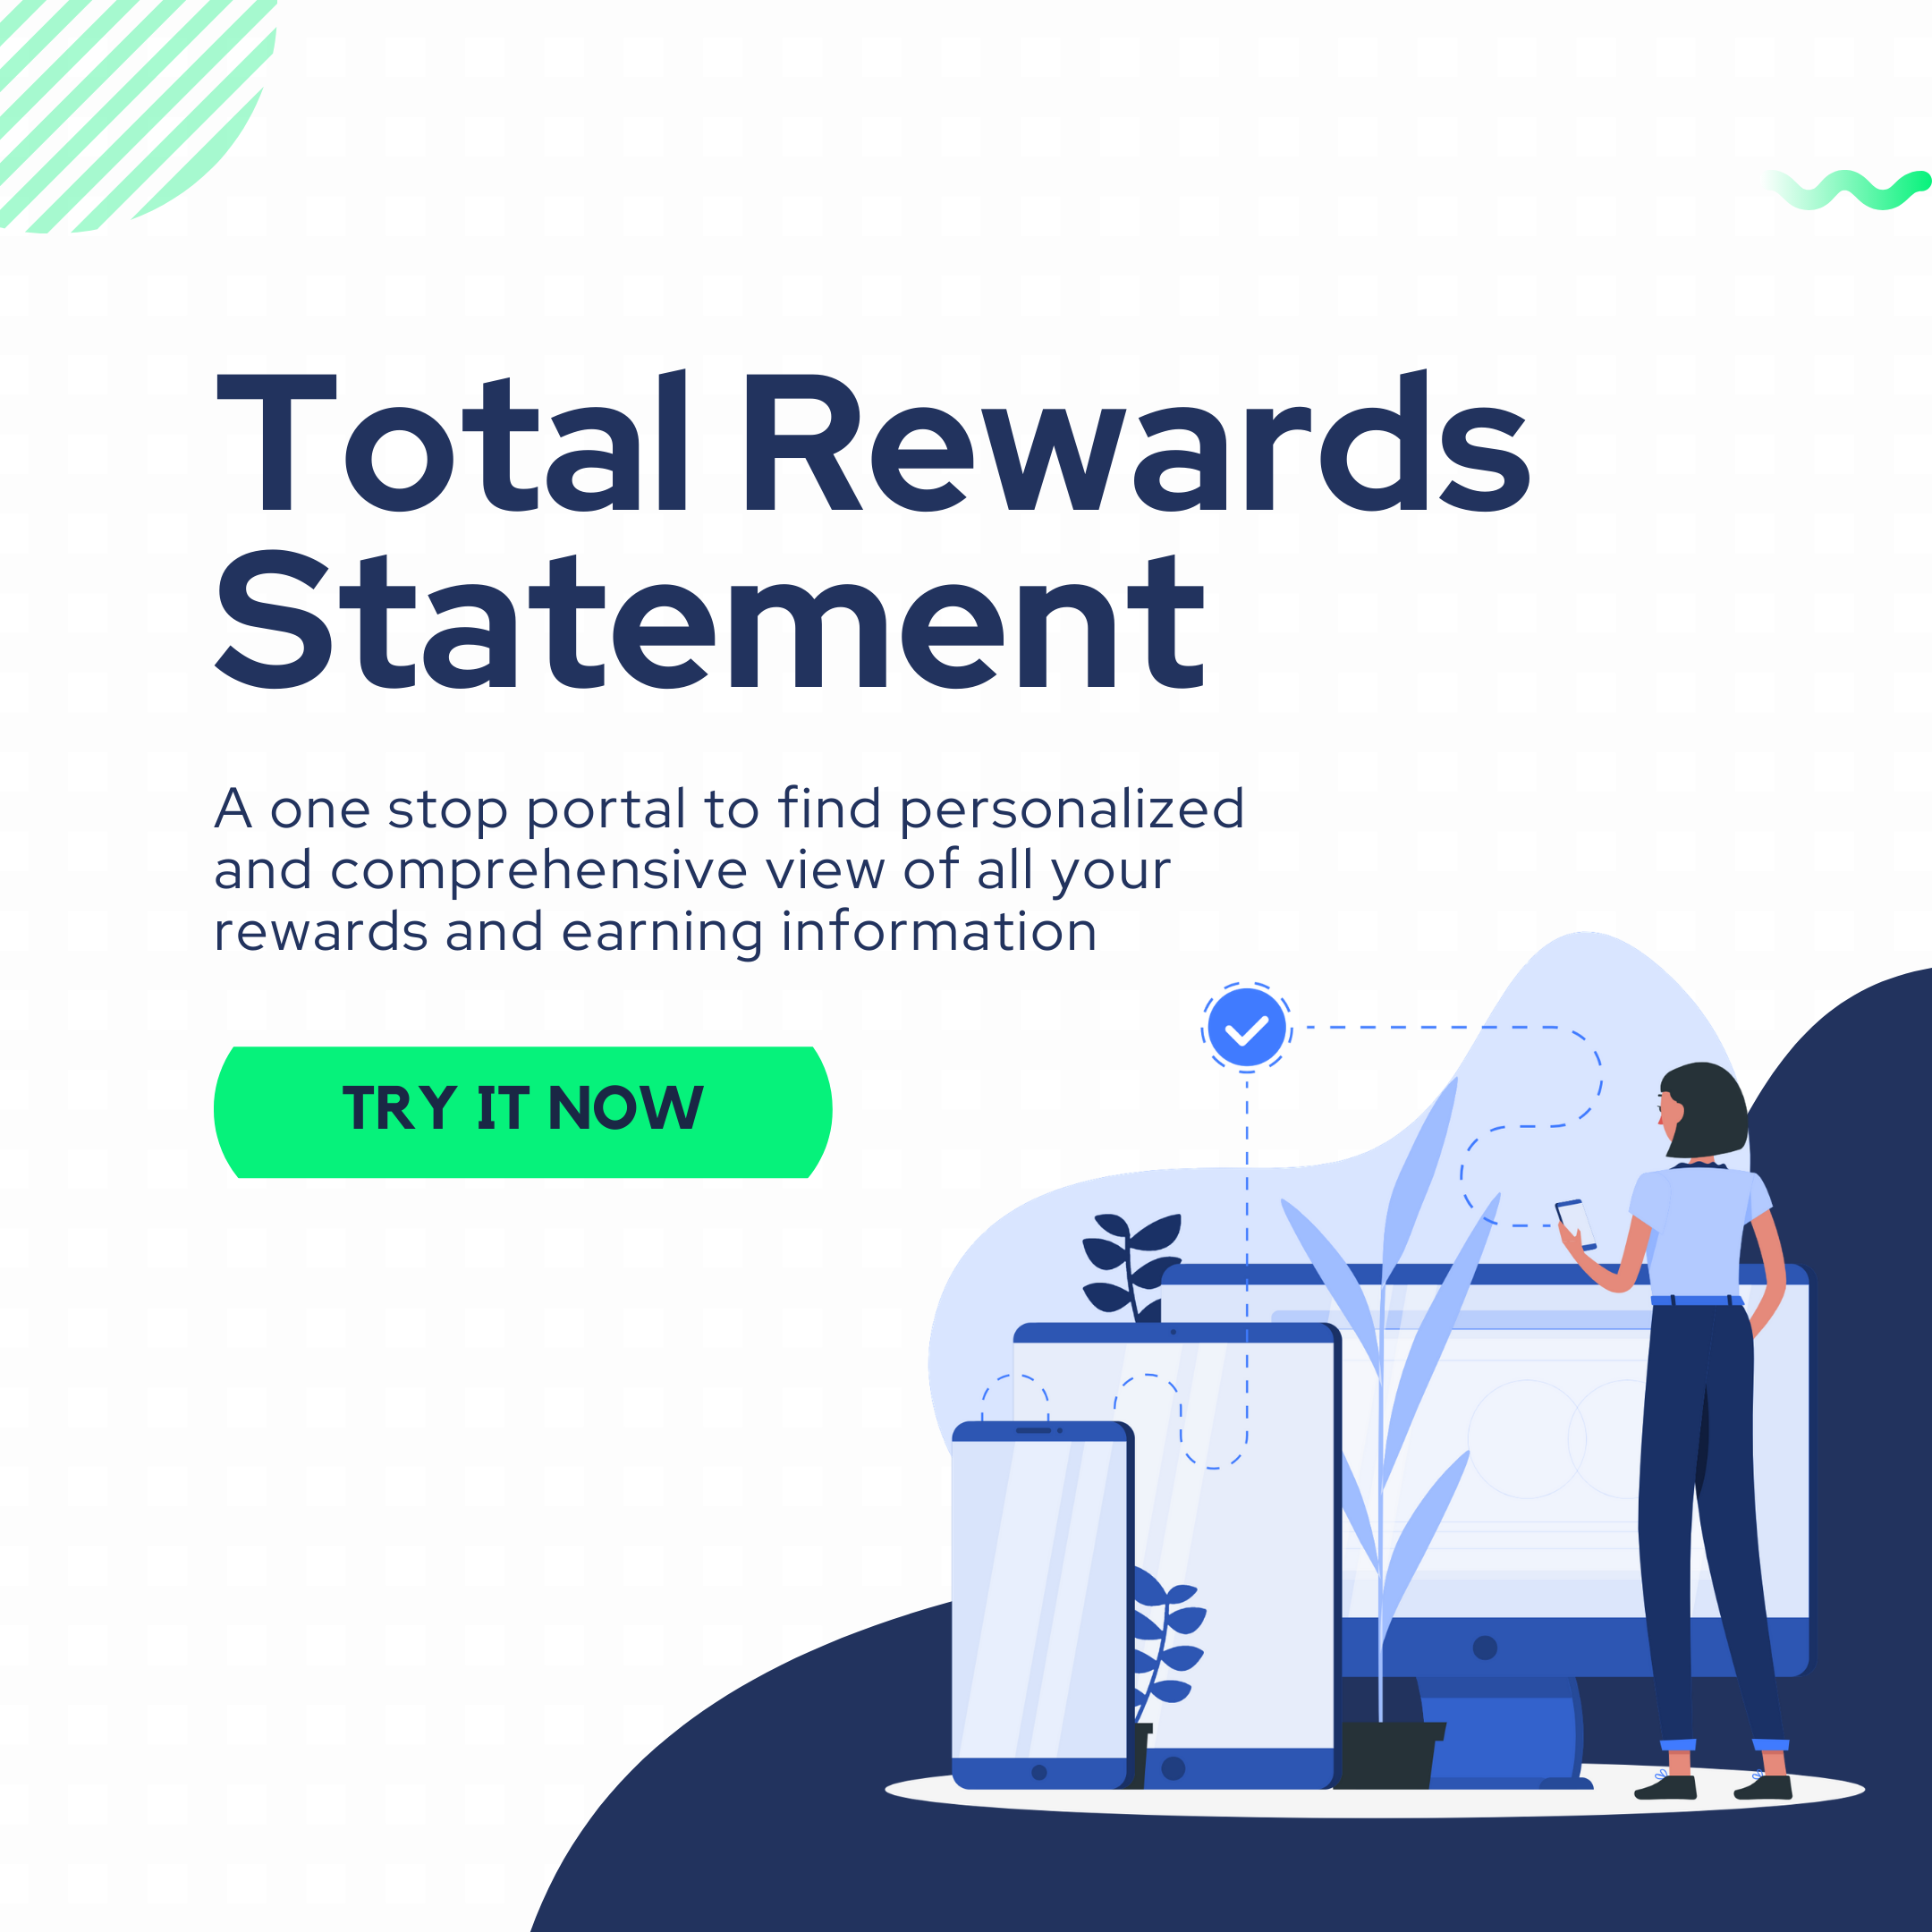 Total Rewards
Statement
A one stop portal to find personalized
and comprehensive view of all your
rewards and earning information
TRY IT NOW